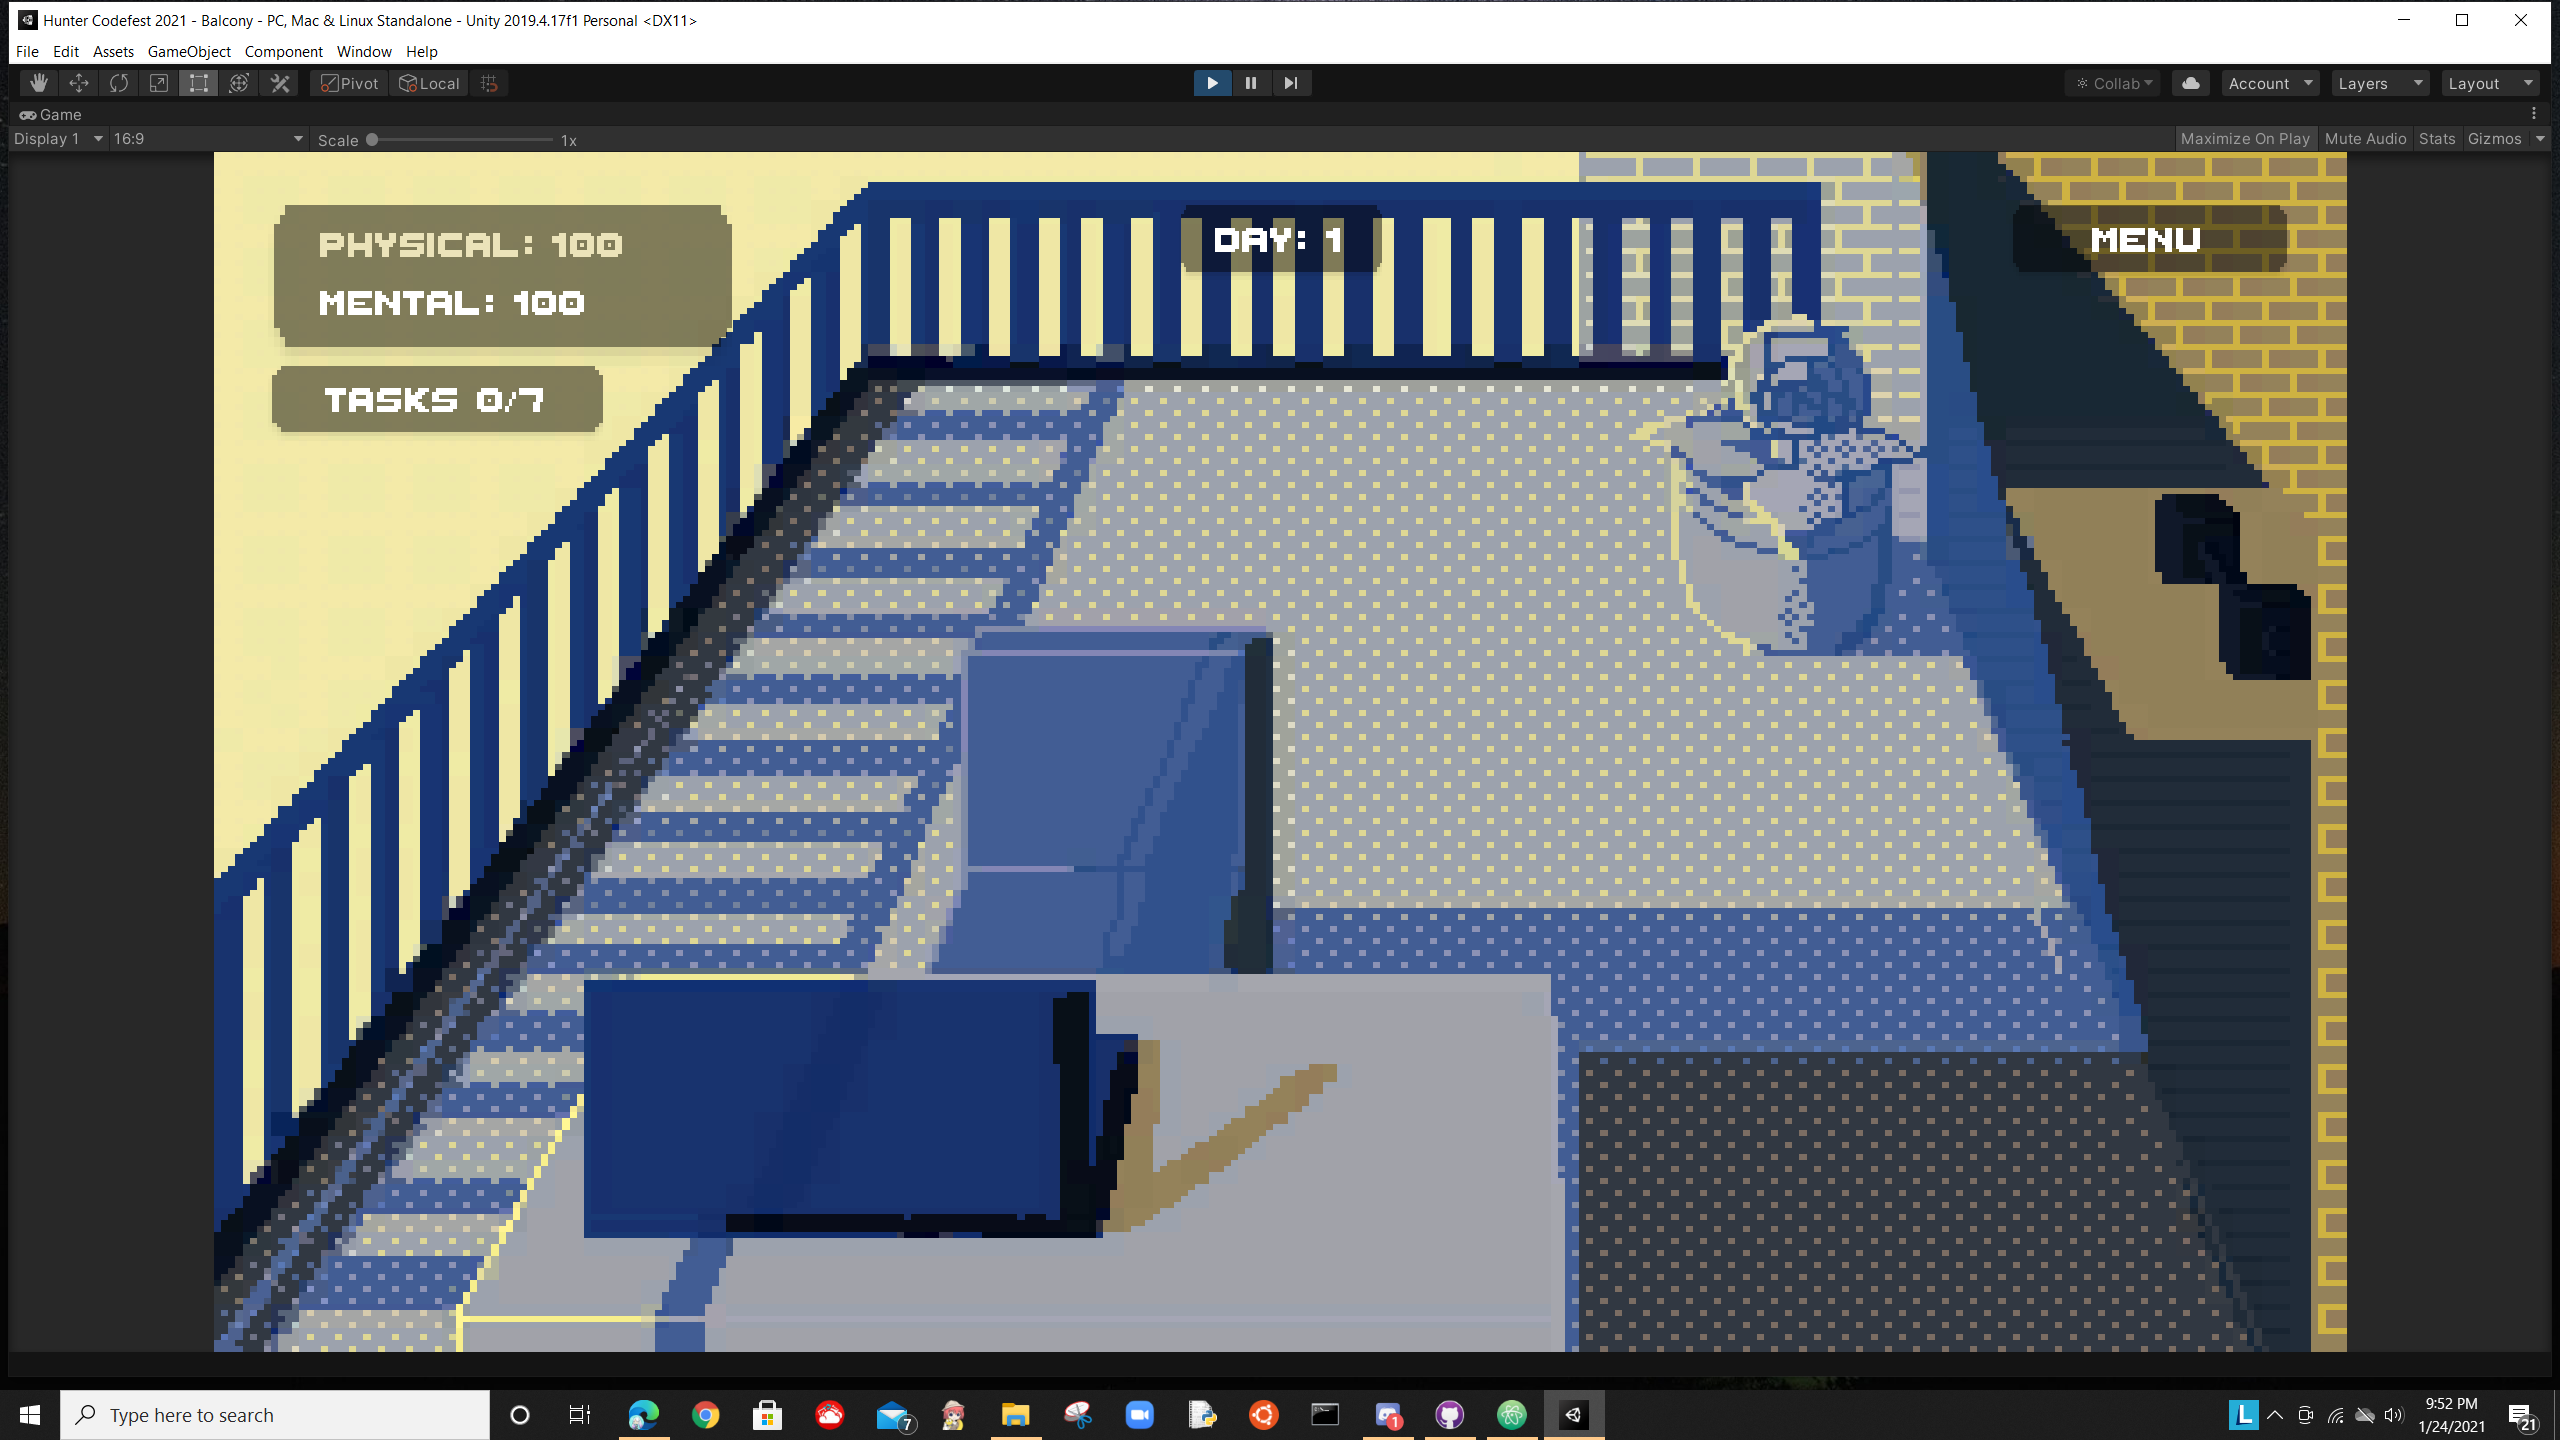 Hunter Codefest 2021 - Balcony - PC, Mac & Linux Standalone - Unity 2019.4.17f1 Personal <DX11>
File Edit Assets GameObject Component Window Help
Pivot Local Collab Account Layers Layout
Game
Display 1 16:9 Scale 1x Maximize On Play Mute Audio Stats Gizmos
PHYSICAL: 100
MENTAL: 100
TASKS 0/7
DAY: 1
MENU
Type here to search
7
1
L
9:52 PM
1/24/2021
21